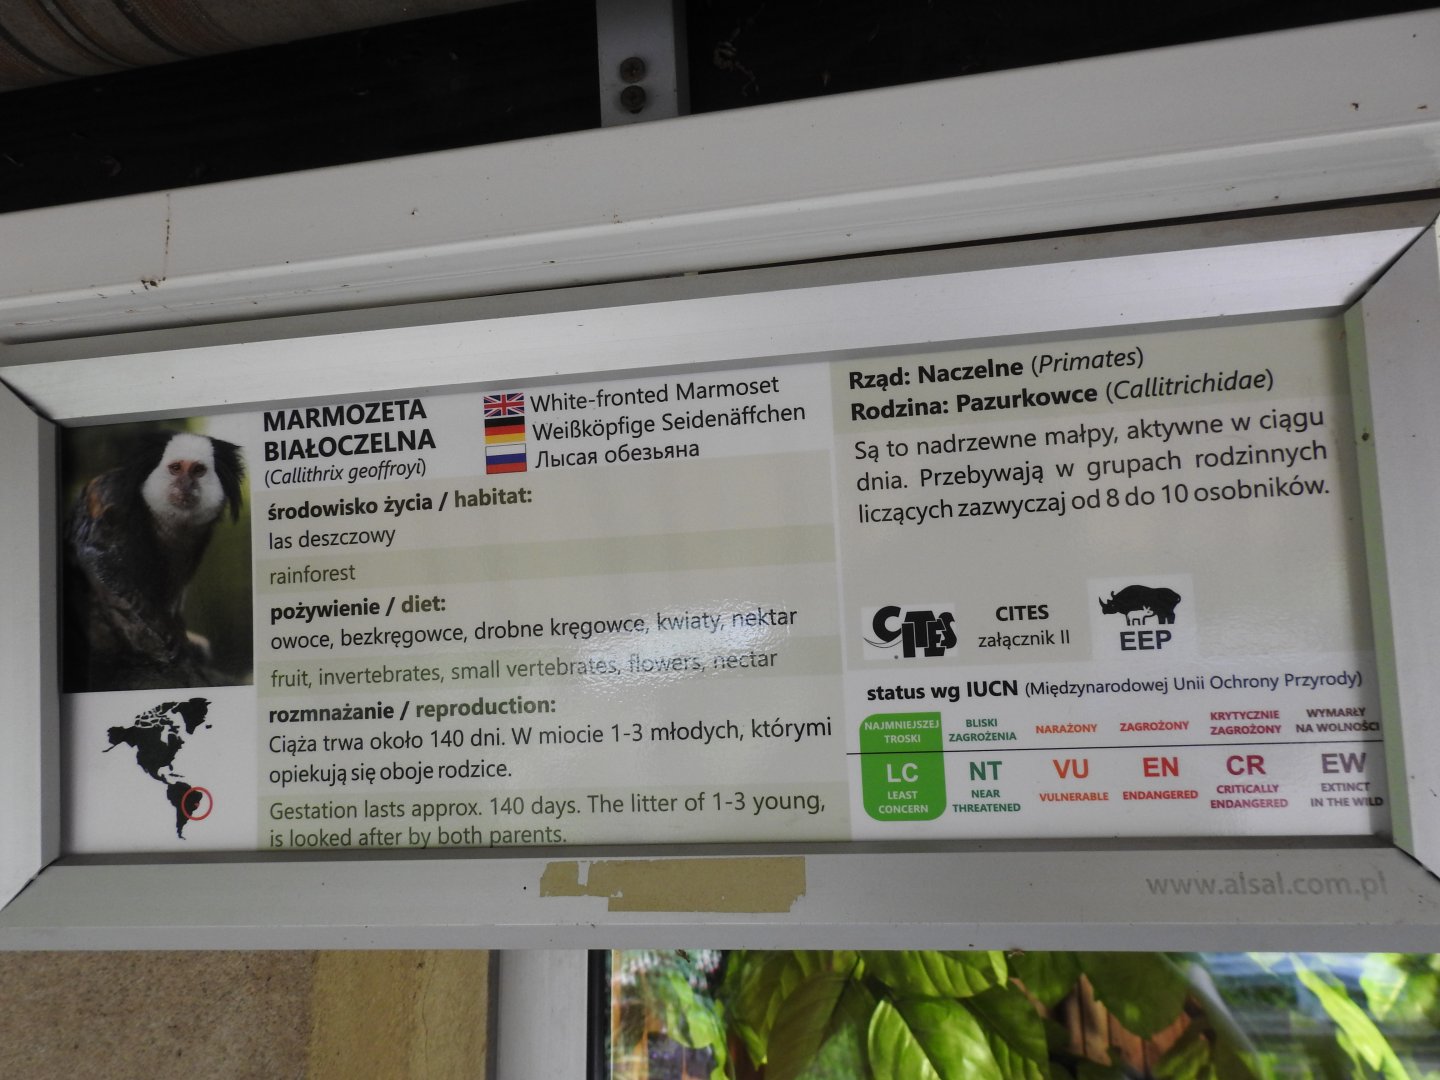 MARMOZETA
BIAŁOCZELNA
(Callithrix geoffroyi)
White-fronted Marmoset
Weißköpfige Seidenäffchen
Лысая обезьяна
środowisko życia / habitat:
las deszczowy
rainforest
pożywienie / diet:
owoce, bezkręgowce, drobne kręgowce, kwiaty, nektar
fruit, invertebrates, small vertebrates, flowers, nectar
rozmnażanie / reproduction:
Ciąża trwa około 140 dni. W miocie 1-3 młodych, którymi
opiekują się oboje rodzice.
Gestation lasts approx. 140 days. The litter of 1-3 young,
is looked after by both parents.
Rząd: Naczelne (Primates)
Rodzina: Pazurkowce (Callitrichidae)
Są to nadrzewne małpy, aktywne w ciągu
dnia. Przebywają w grupach rodzinnych
liczących zazwyczaj od 8 do 10 osobników.
CITES
CITES
załącznik II
EEP
status wg IUCN (Międzynarodowej Unii Ochrony Przyrody)
NAJMNIEJSZEJ
TROSKI
BLISKI
ZAGROŻENIA
NARAŻONY
ZAGROŻONY
KRYTYCZNIE
ZAGROŻONY
WYMARŁY
NA WOLNOŚCI
LC
LEAST
CONCERN
NT
NEAR
THREATENED
VU
VULNERABLE
EN
ENDANGERED
CR
CRITICALLY
ENDANGERED
EW
EXTINCT
IN THE WILD
www.alsal.com.pl